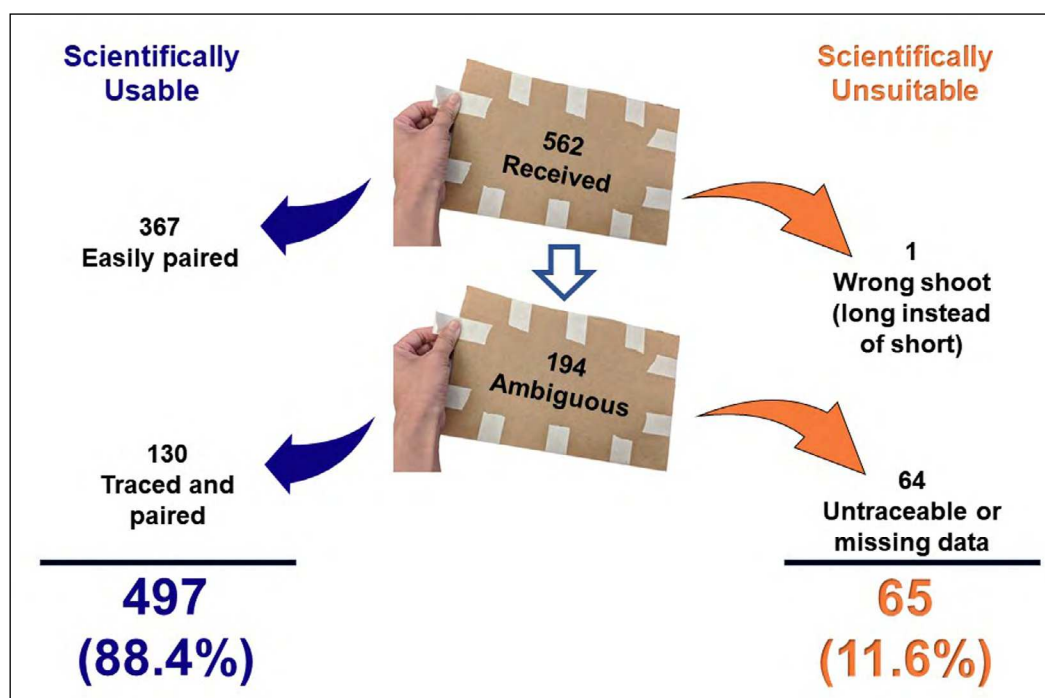 Scientifically
Usable
Scientifically
Unsuitable
562
Received
367
Easily paired
1
Wrong shoot
(long instead
of short)
194
Ambiguous
130
Traced and
paired
64
Untraceable or
missing data
497
(88.4%)
65
(11.6%)